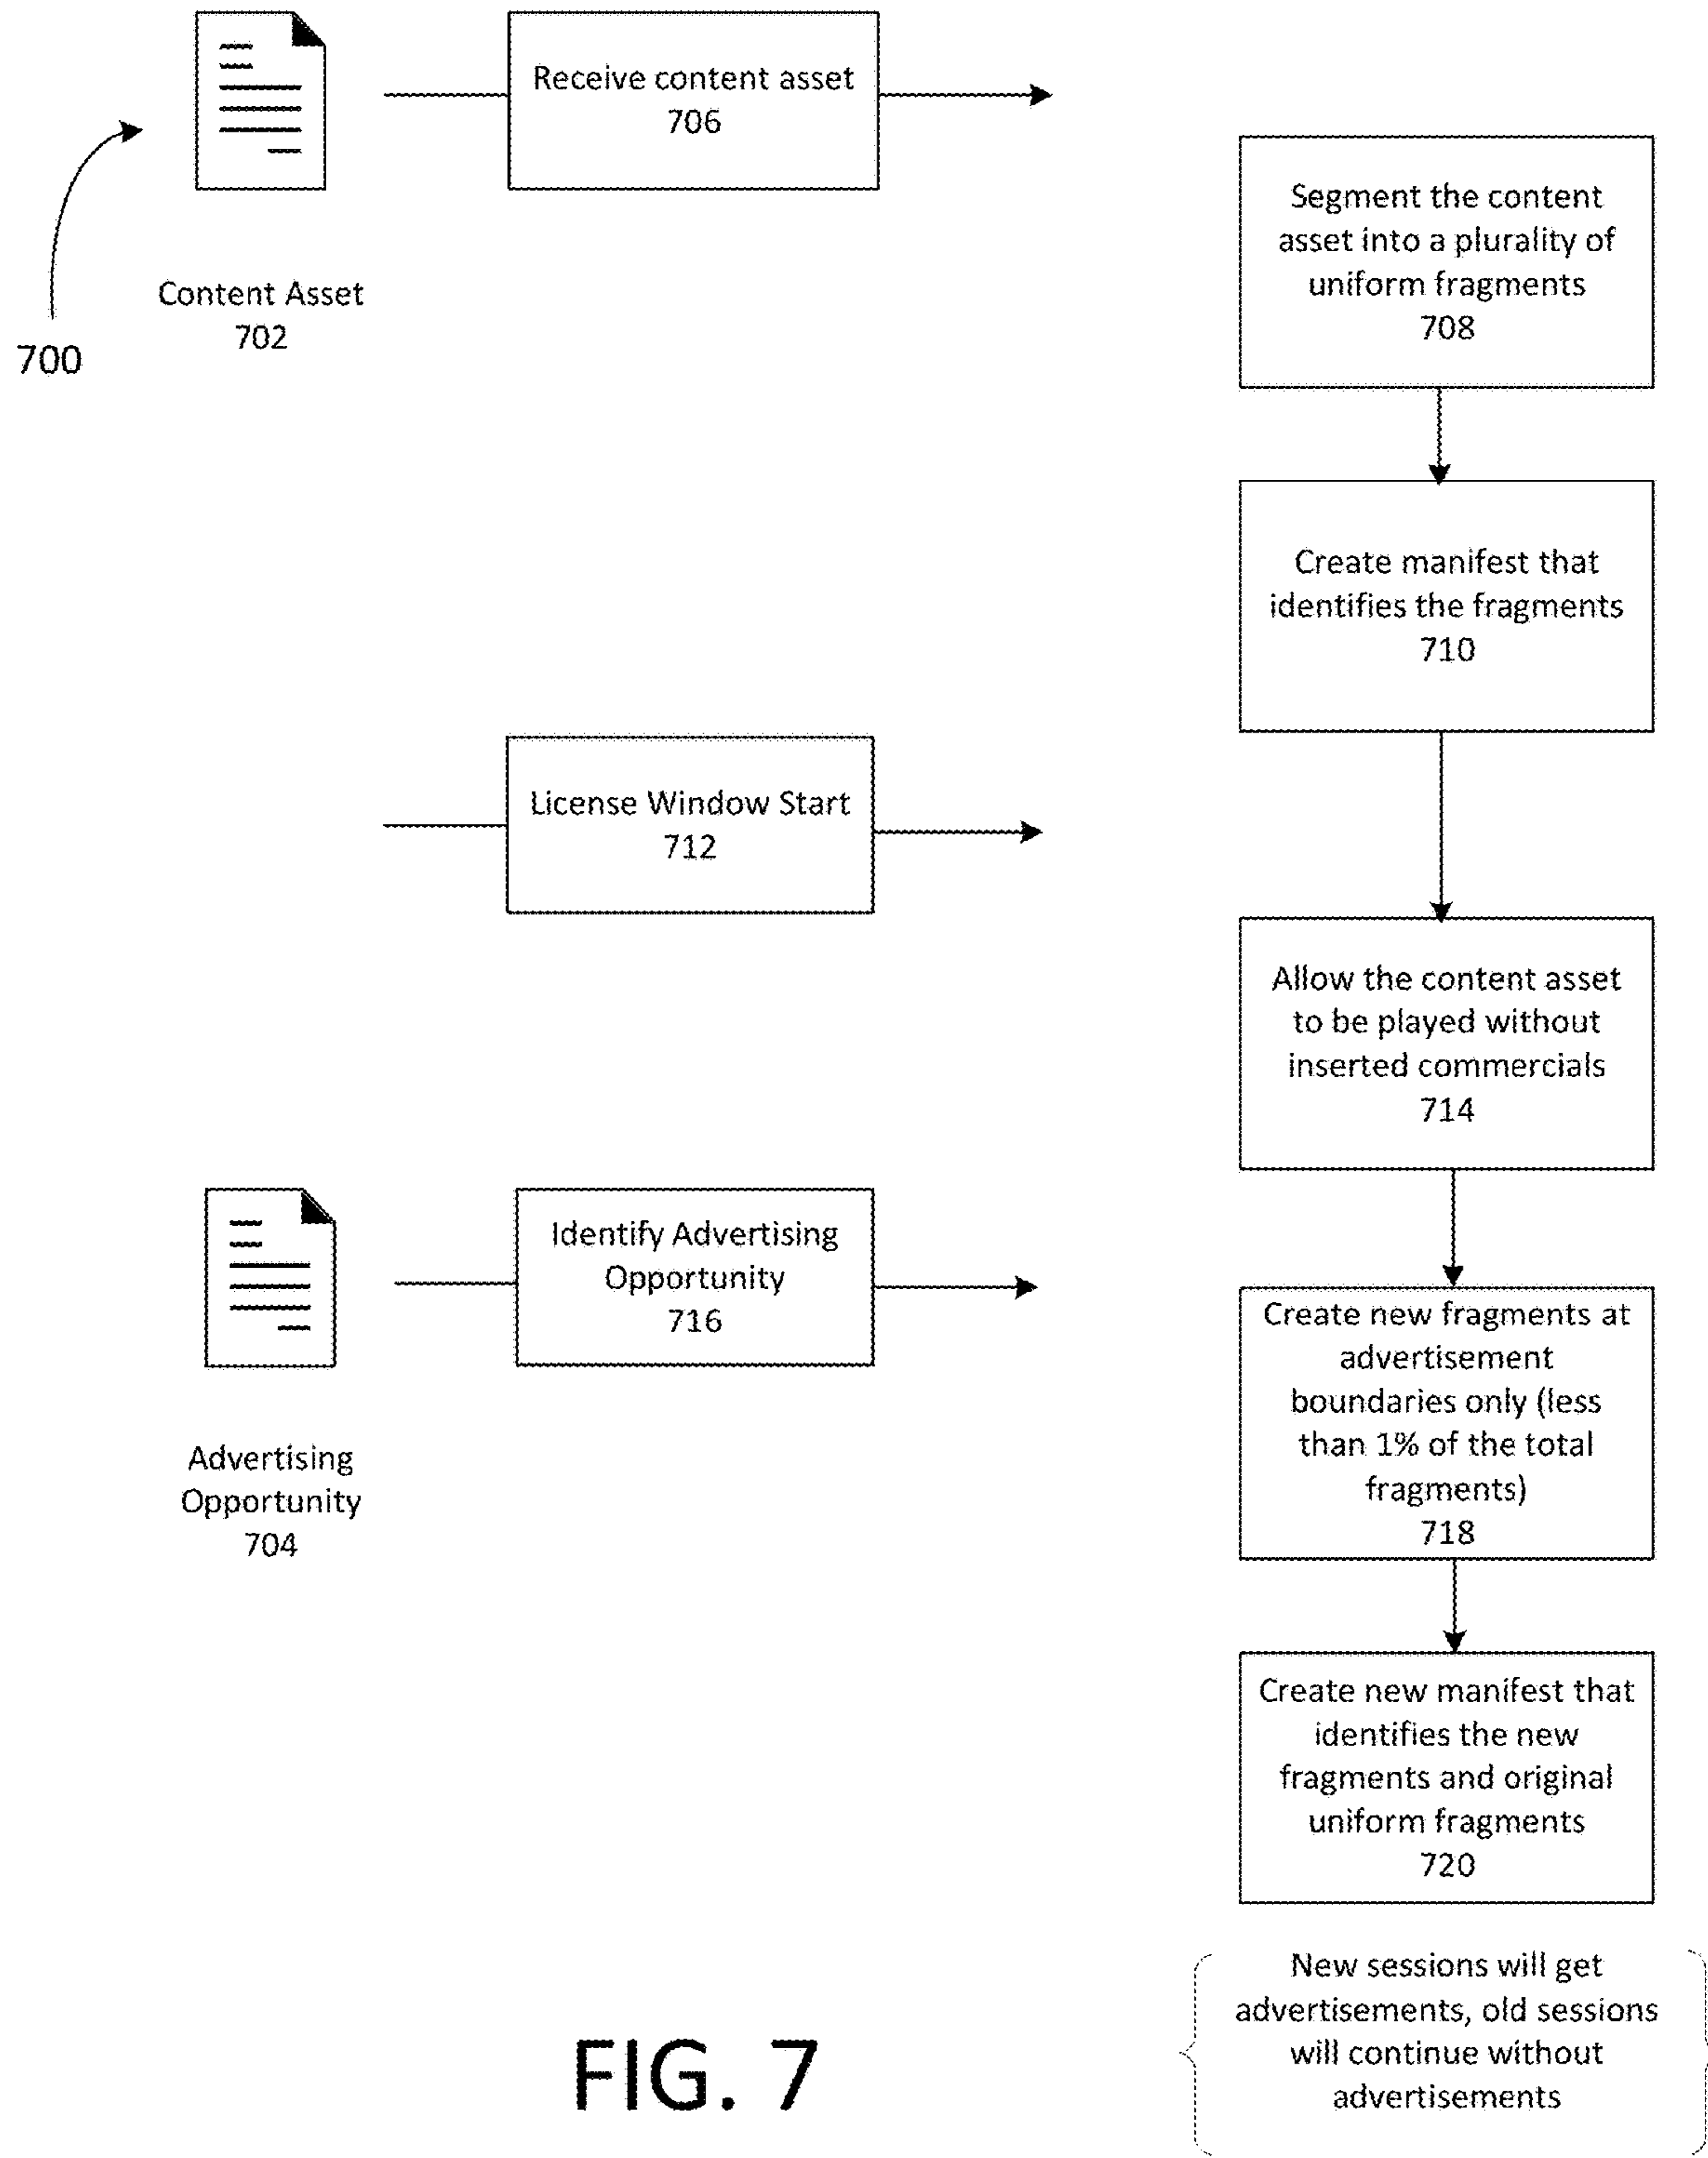 Receive content asset
706
Content Asset
702
700
Segment the content
asset into a plurality of
uniform fragments
708
Create manifest that
identifies the fragments
710
License Window Start
712
Allow the content asset
to be played without
inserted commercials
714
Identify Advertising
Opportunity
716
Advertising
Opportunity
704
Create new fragments at
advertisement
boundaries only (less
than 1% of the total
fragments)
718
Create new manifest that
identifies the new
fragments and original
uniform fragments
720
New sessions will get
advertisements, old sessions
will continue without
advertisements
FIG. 7